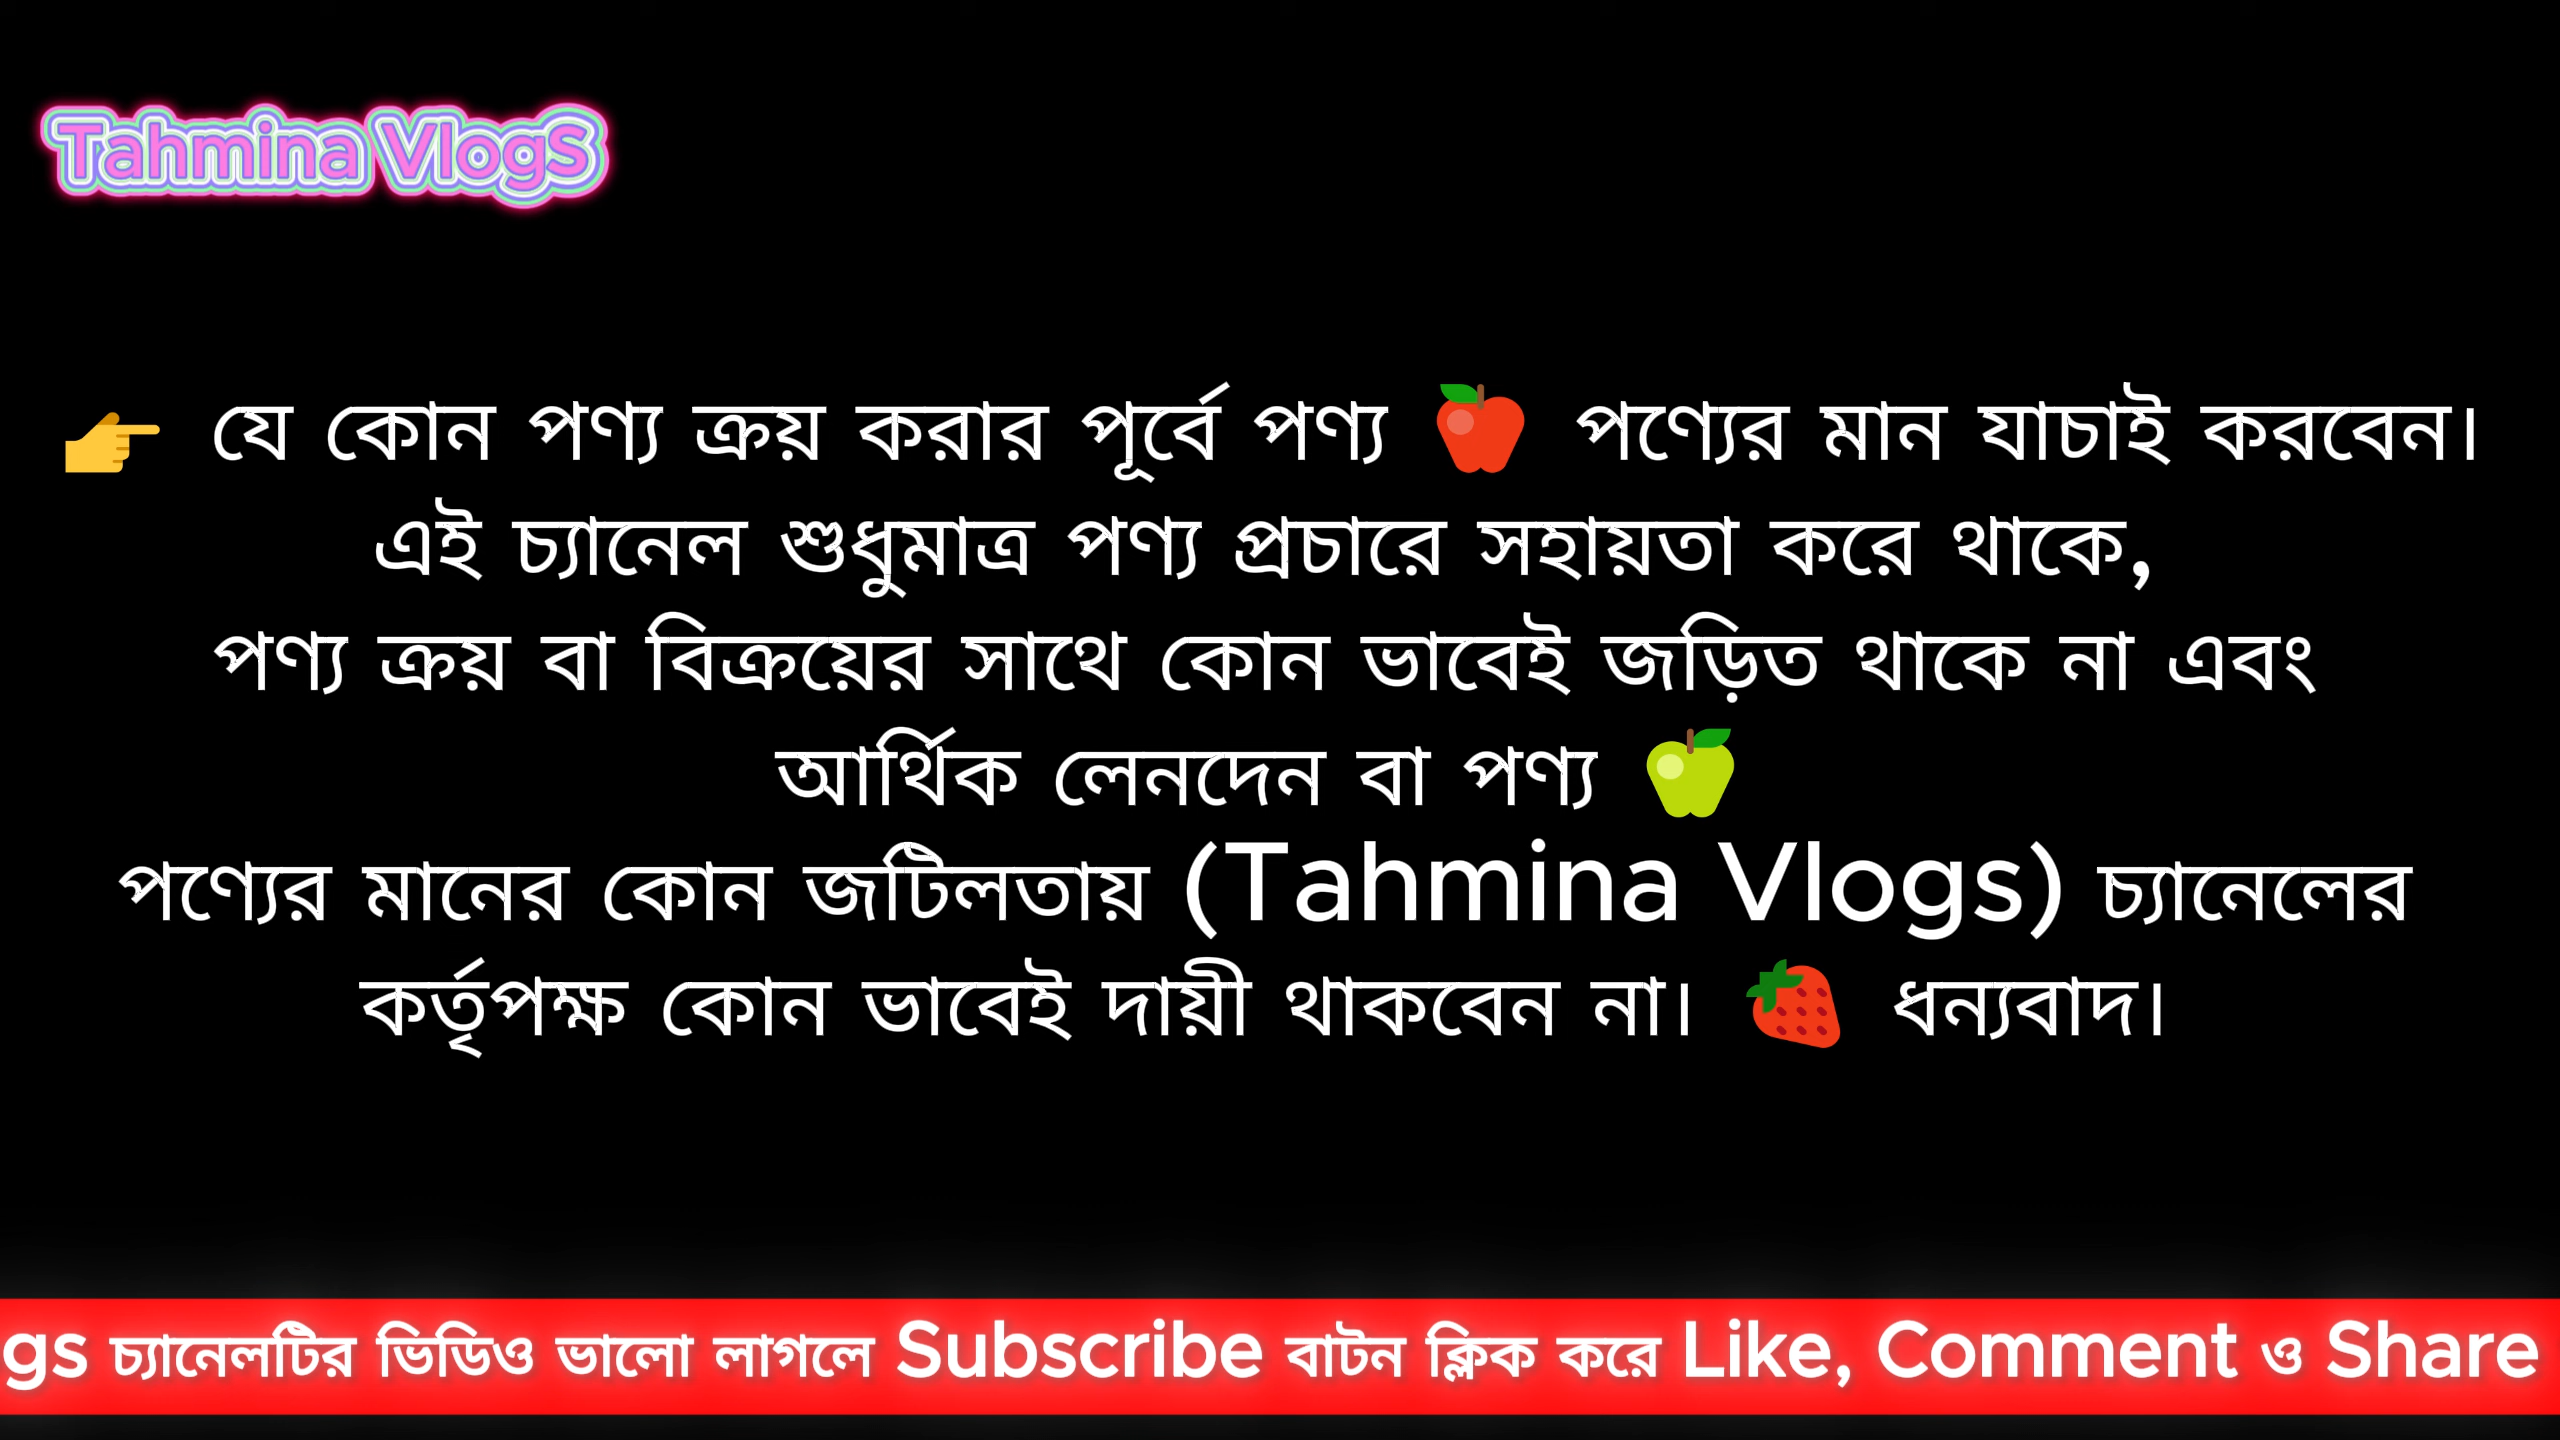 Tahmina VlogS
👉 যে কোন পণ্য ক্রয় করার পূর্বে পণ্য 🍎 পণ্যের মান যাচাই করবেন।
এই চ্যানেল শুধুমাত্র পণ্য প্রচারে সহায়তা করে থাকে,
পণ্য ক্রয় বা বিক্রয়ের সাথে কোন ভাবেই জড়িত থাকে না এবং
আর্থিক লেনদেন বা পণ্য 🍏
পণ্যের মানের কোন জটিলতায় (Tahmina Vlogs) চ্যানেলের
কর্তৃপক্ষ কোন ভাবেই দায়ী থাকবেন না। 🍓 ধন্যবাদ।
gs চ্যানেলটির ভিডিও ভালো লাগলে Subscribe বাটন ক্লিক করে Like, Comment ও Share